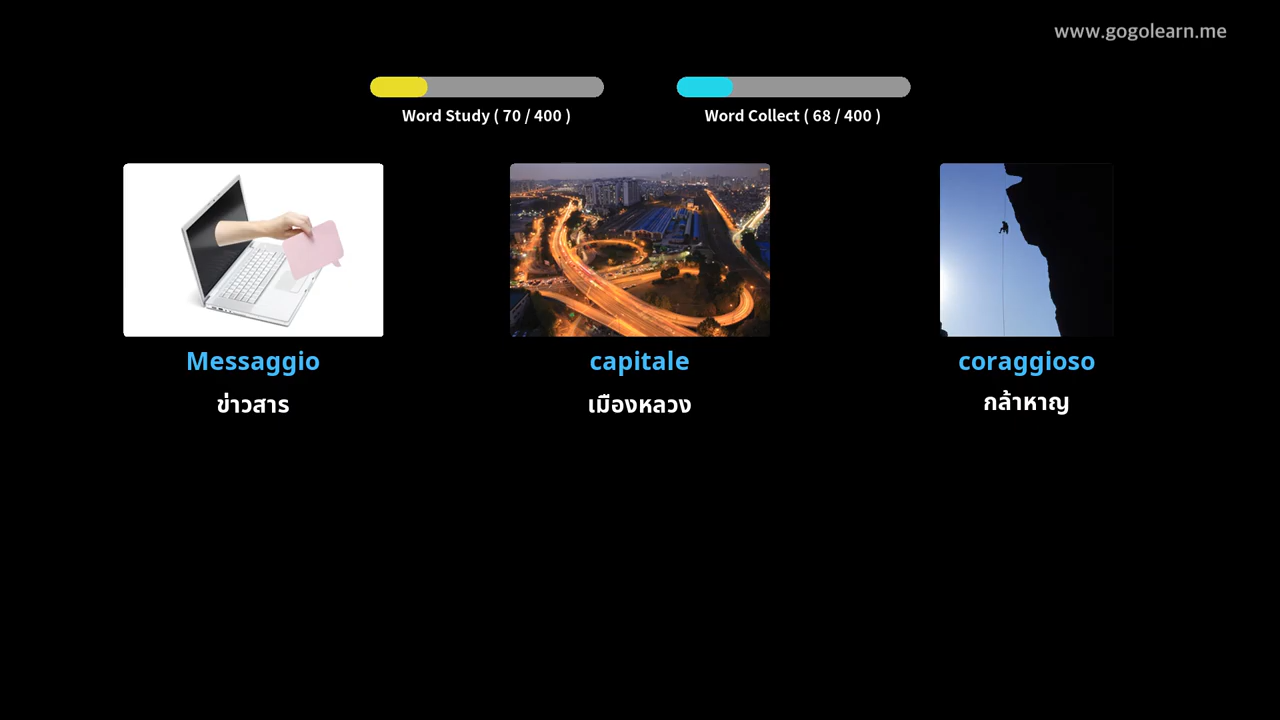 www.gogolearn.me
Word Study ( 70 / 400 )
Word Collect ( 68 / 400 )
Messaggio
capitale
coraggioso
ข่าวสาร
เมืองหลวง
กล้าหาญ